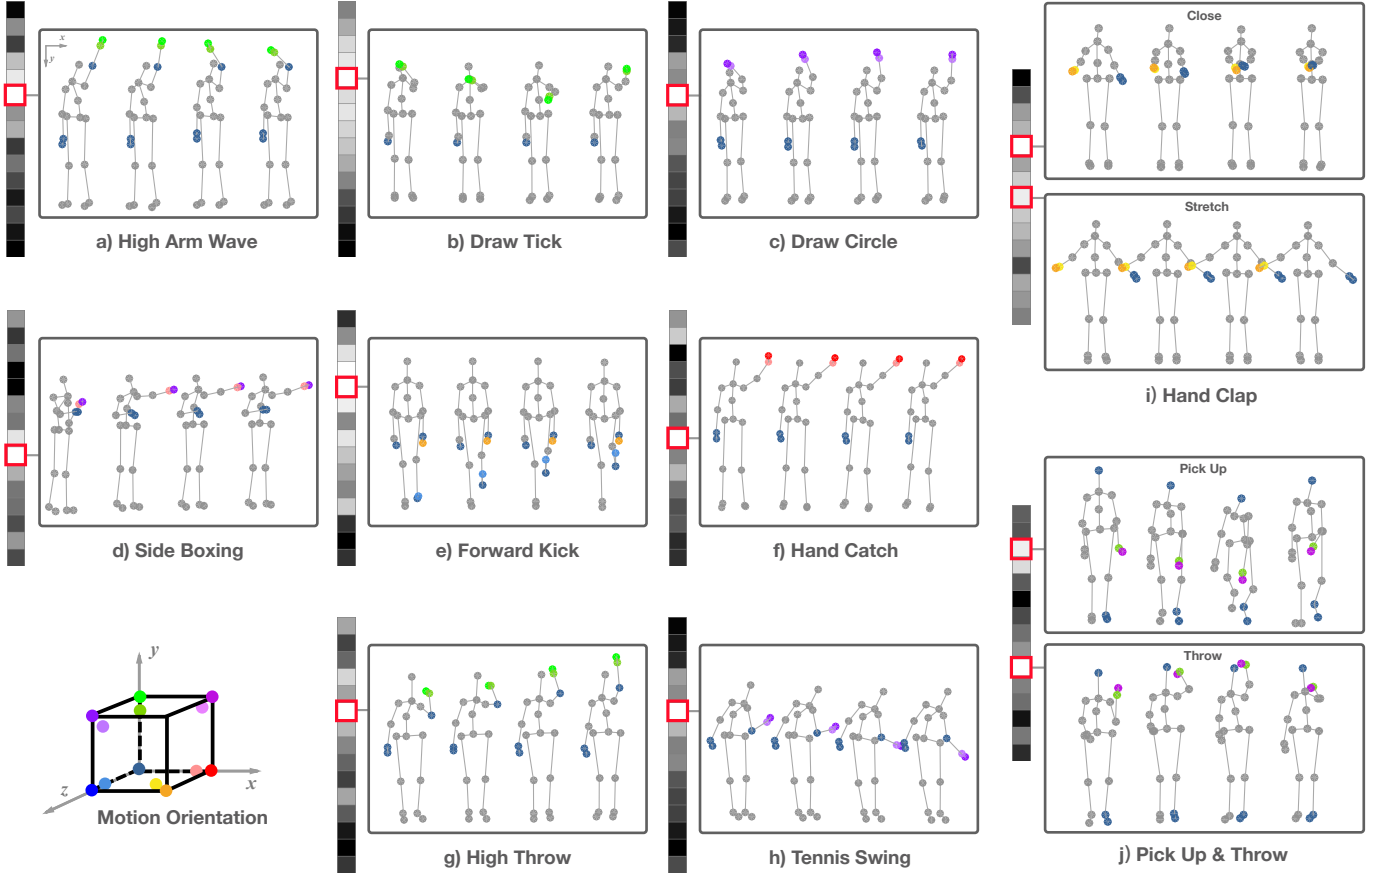 x
y
a) High Arm Wave
b) Draw Tick
c) Draw Circle
Close
Stretch
i) Hand Clap
d) Side Boxing
e) Forward Kick
f) Hand Catch
Pick Up
Throw
j) Pick Up & Throw
y
x
z
Motion Orientation
g) High Throw
h) Tennis Swing